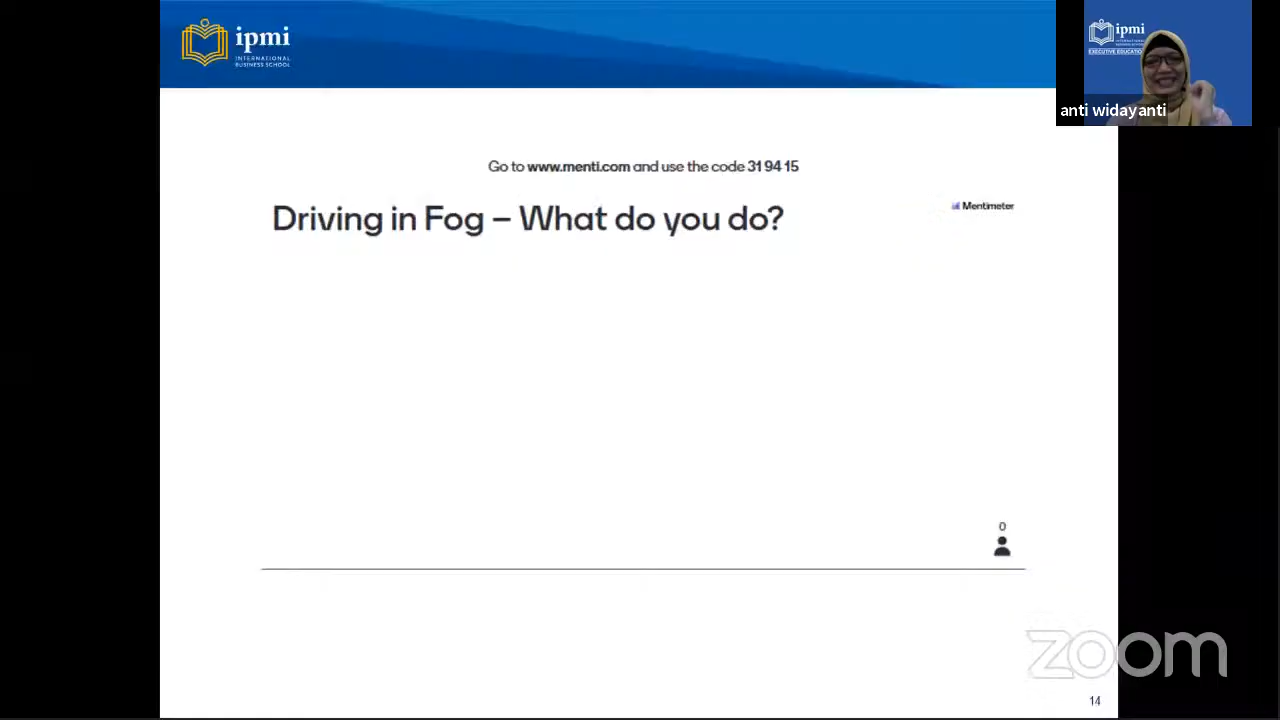 ipmi
INTERNATIONAL
BUSINESS SCHOOL
ipmi
EXECUTIVE EDUCATION
anti widayanti
Go to www.menti.com and use the code 31 94 15
Mentimeter
Driving in Fog – What do you do?
0
zoom
14